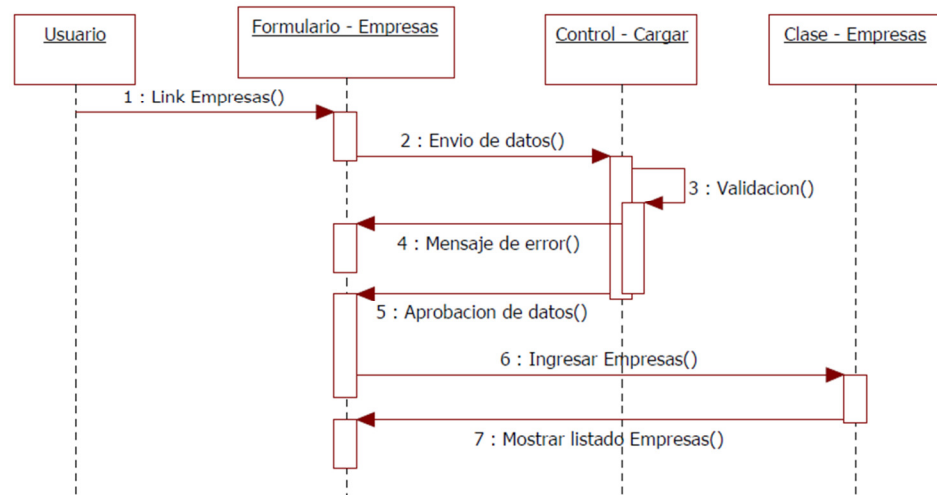 Usuario
Formulario - Empresas
Control - Cargar
Clase - Empresas
1 : Link Empresas()
2 : Envio de datos()
3 : Validacion()
4 : Mensaje de error()
5 : Aprobacion de datos()
6 : Ingresar Empresas()
7 : Mostrar listado Empresas()